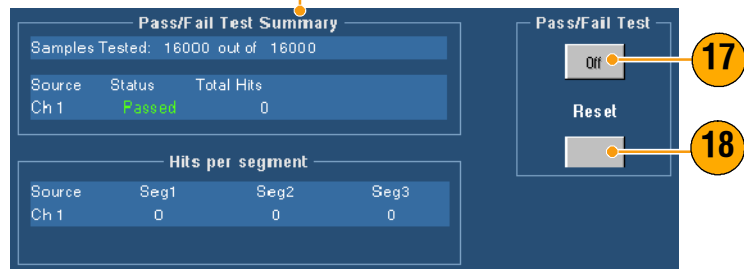 Pass/Fail Test Summary
Samples Tested: 16000 out of 16000
Source Status Total Hits
Ch 1 Passed 0
Hits per segment
Source Seg1 Seg2 Seg3
Ch 1 0 0 0
Pass/Fail Test
Off
17
Reset
18